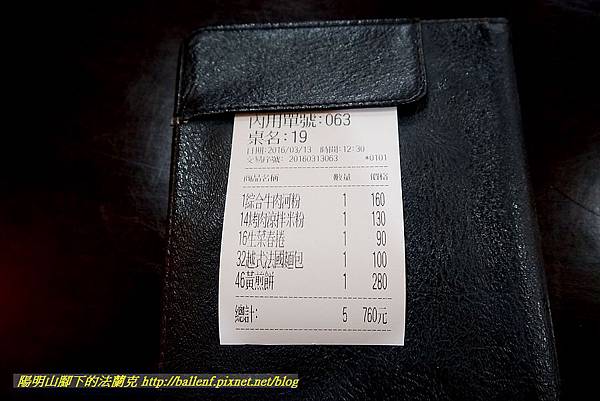 內用單號:063
桌名:19
日期:2016/03/13 時間:12:30
交易序號: 20160313063 *0101
商品名稱 數量 價格
1綜合牛肉河粉 1 160
14烤肉涼拌米粉 1 130
16生菜春捲 1 90
32越式法國麵包 1 100
46黃煎餅 1 280
總計: 5 760元
陽明山腳下的法蘭克 http://ballenf.pixnet.net/blog